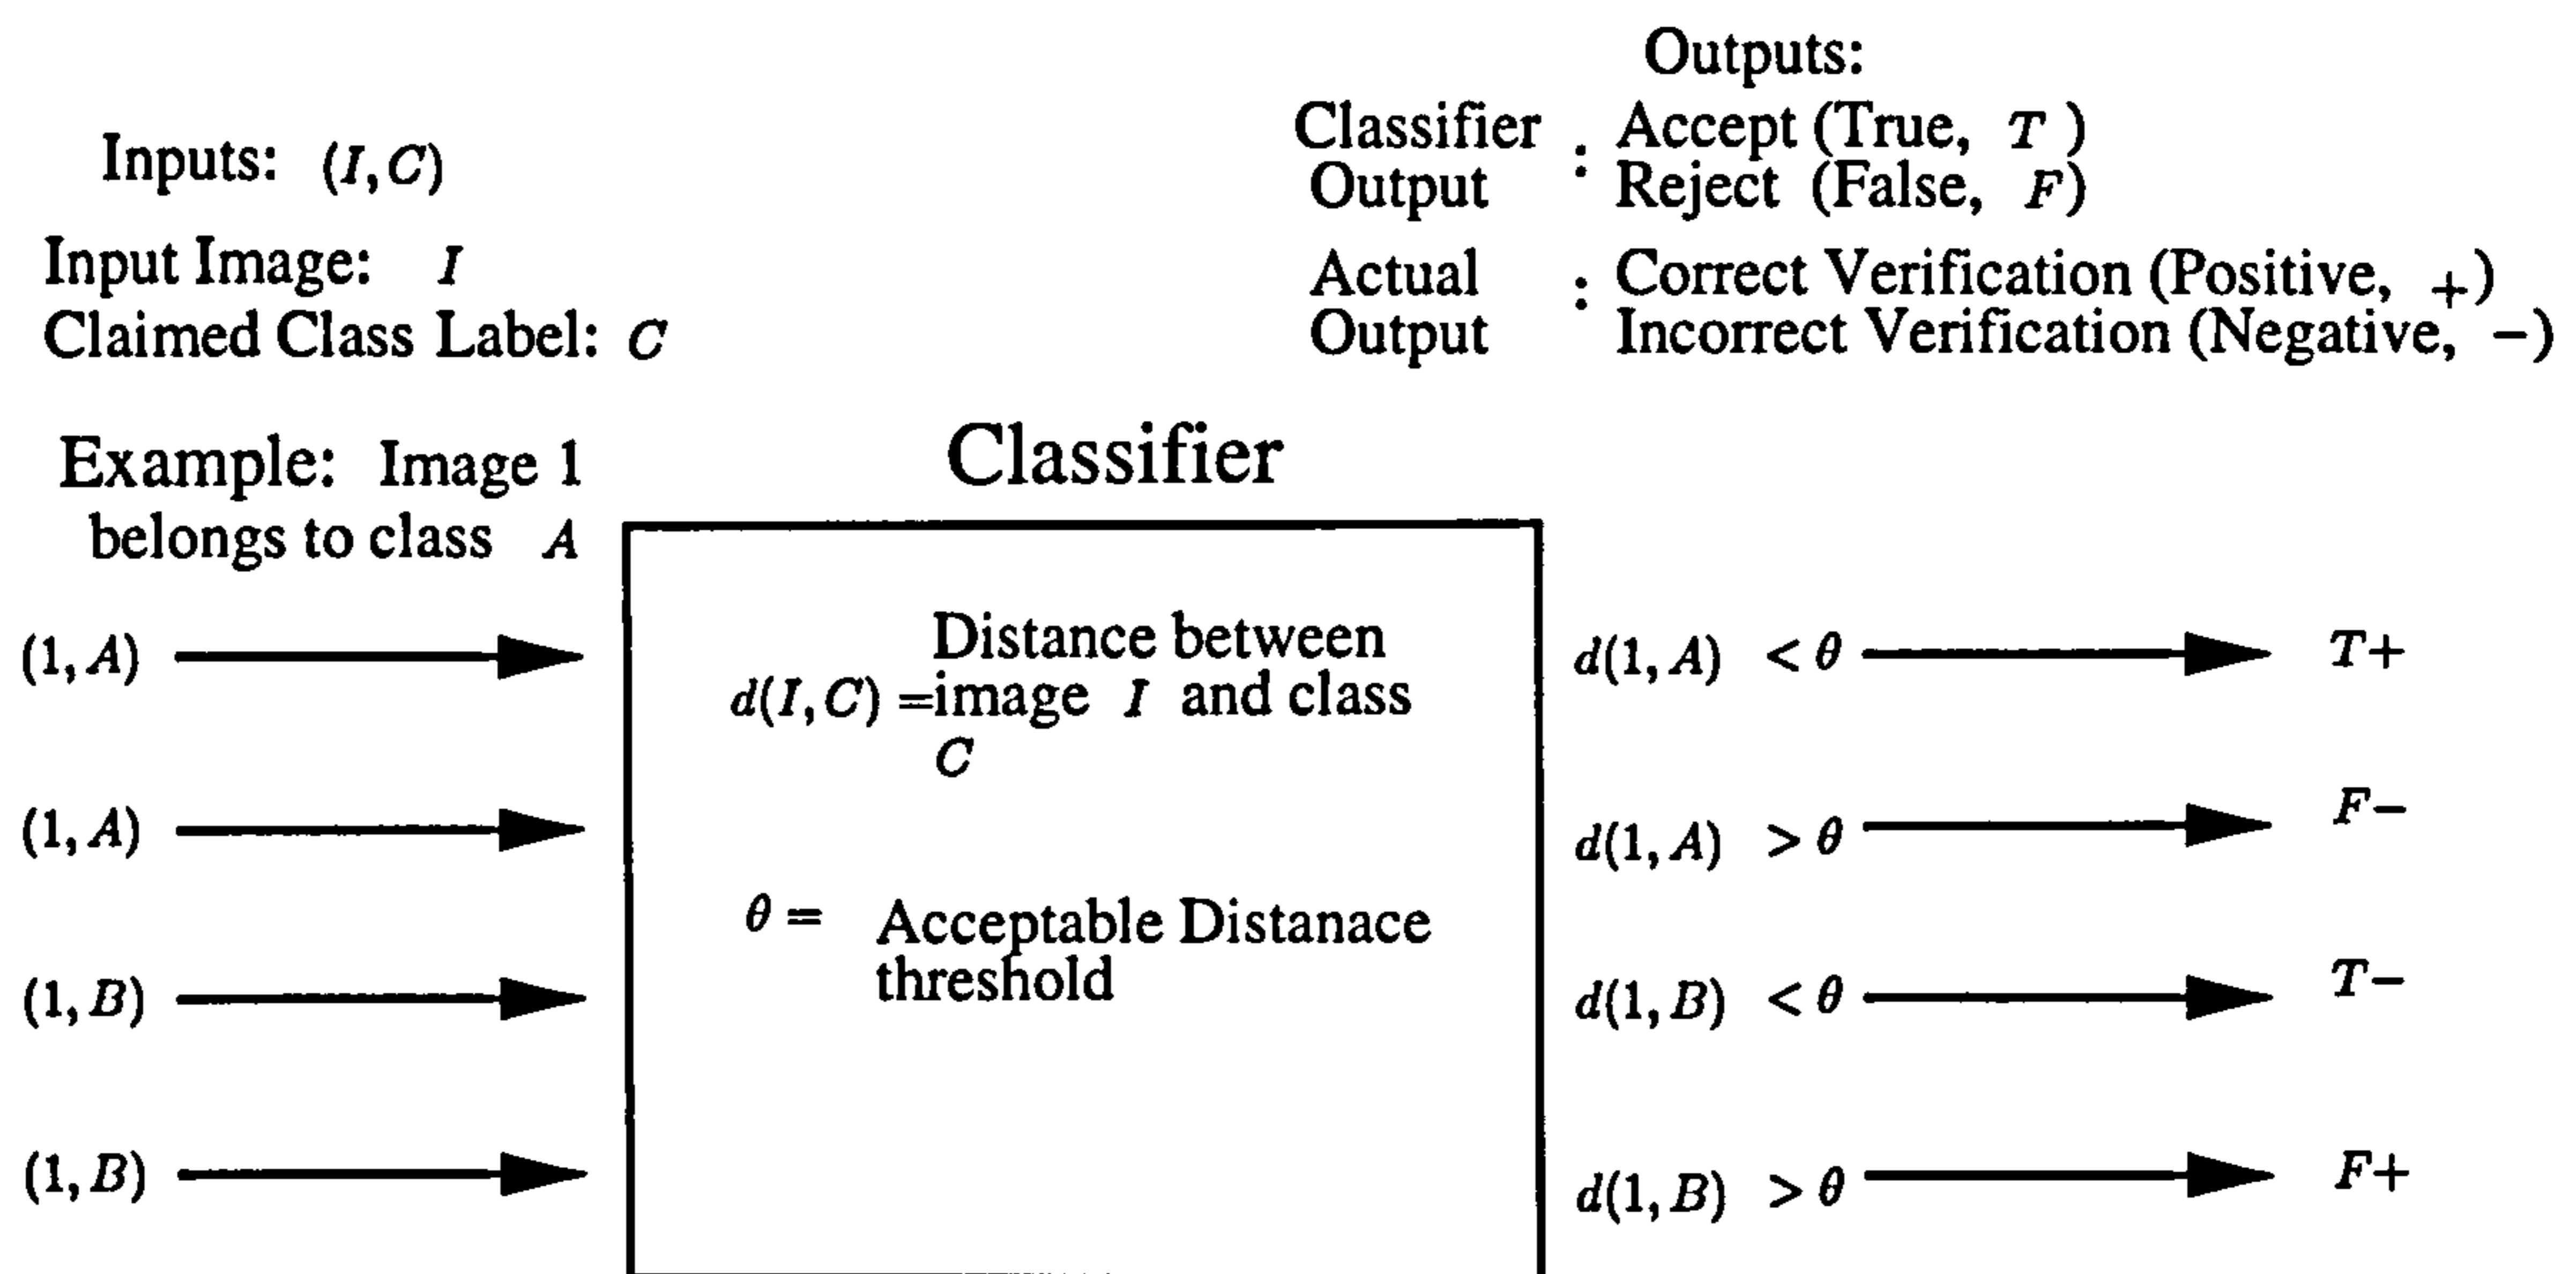 Outputs:
Inputs: (I, C)
Classifier Output : Accept (True, T )
Reject (False, F)
Input Image: I
Claimed Class Label: C
Actual Output : Correct Verification (Positive, +)
Incorrect Verification (Negative, −)
Example: Image 1
belongs to class A
Classifier
(1, A)
(1, A)
(1, B)
(1, B)
d(I, C) = Distance between
image I and class
C
θ = Acceptable Distanace
threshold
d(1, A) < θ T+
d(1, A) > θ F−
d(1, B) < θ T−
d(1, B) > θ F+